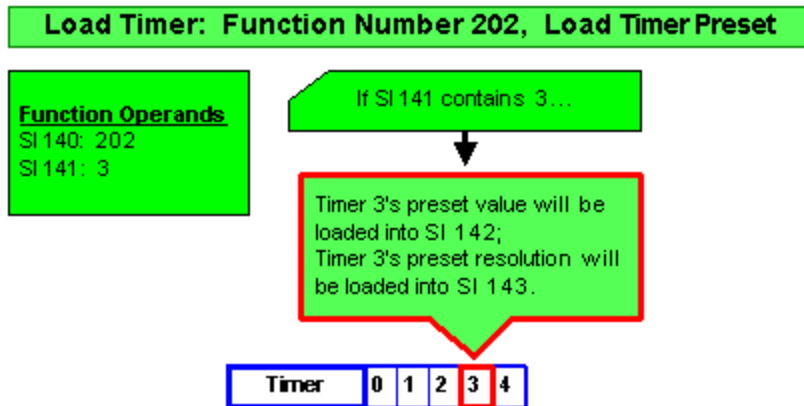 Load Timer: Function Number 202, Load Timer Preset
Function Operands
SI 140: 202
SI 141: 3
If SI 141 contains 3...
Timer 3's preset value will be
loaded into SI 142;
Timer 3's preset resolution will
be loaded into SI 143.
Timer 0 1 2 3 4